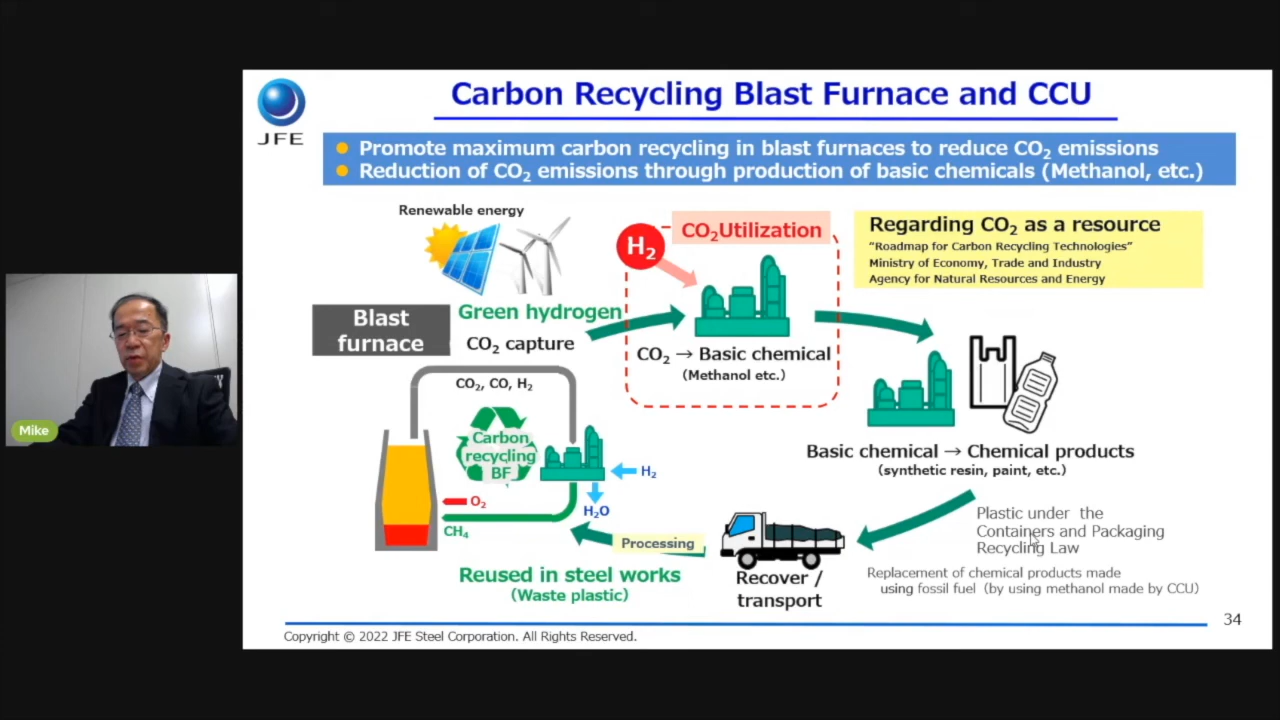 JFE
Carbon Recycling Blast Furnace and CCU
Promote maximum carbon recycling in blast furnaces to reduce CO₂ emissions
Reduction of CO₂ emissions through production of basic chemicals (Methanol, etc.)
Renewable energy
Green hydrogen
Blast
furnace
CO₂ capture
H₂
CO₂Utilization
CO₂ → Basic chemical
(Methanol etc.)
Regarding CO₂ as a resource
“Roadmap for Carbon Recycling Technologies”
Ministry of Economy, Trade and Industry
Agency for Natural Resources and Energy
CO₂, CO, H₂
Carbon
recycling
BF
H₂
H₂O
O₂
CH₄
Basic chemical → Chemical products
(synthetic resin, paint, etc.)
Mike
Processing
Recover /
transport
Reused in steel works
(Waste plastic)
Plastic under the
Containers and Packaging
Recycling Law
Replacement of chemical products made
using fossil fuel (by using methanol made by CCU)
34
Copyright © 2022 JFE Steel Corporation. All Rights Reserved.